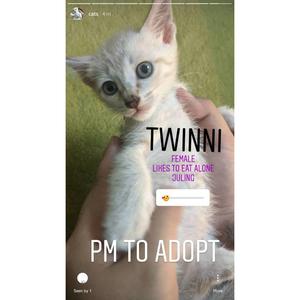 cats 4m
TWINNI
FEMALE
LIKES TO EAT ALONE
JULING
PM TO ADOPT
Seen by 1
More